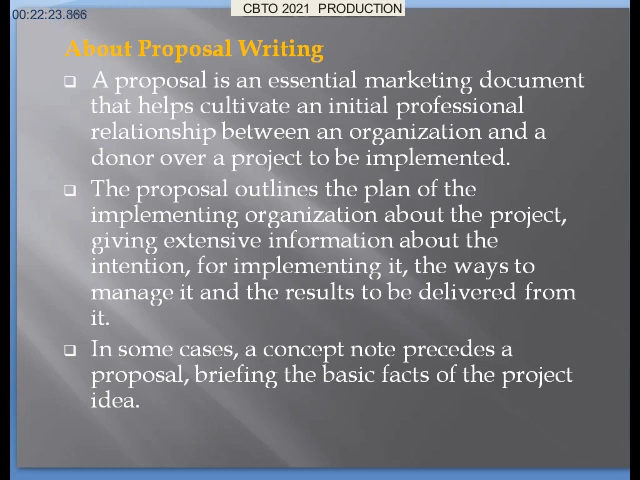 CBTO 2021 PRODUCTION
00:22:23.866
About Proposal Writing
❑ A proposal is an essential marketing document
that helps cultivate an initial professional
relationship between an organization and a
donor over a project to be implemented.
❑ The proposal outlines the plan of the
implementing organization about the project,
giving extensive information about the
intention, for implementing it, the ways to
manage it and the results to be delivered from
it.
❑ In some cases, a concept note precedes a
proposal, briefing the basic facts of the project
idea.